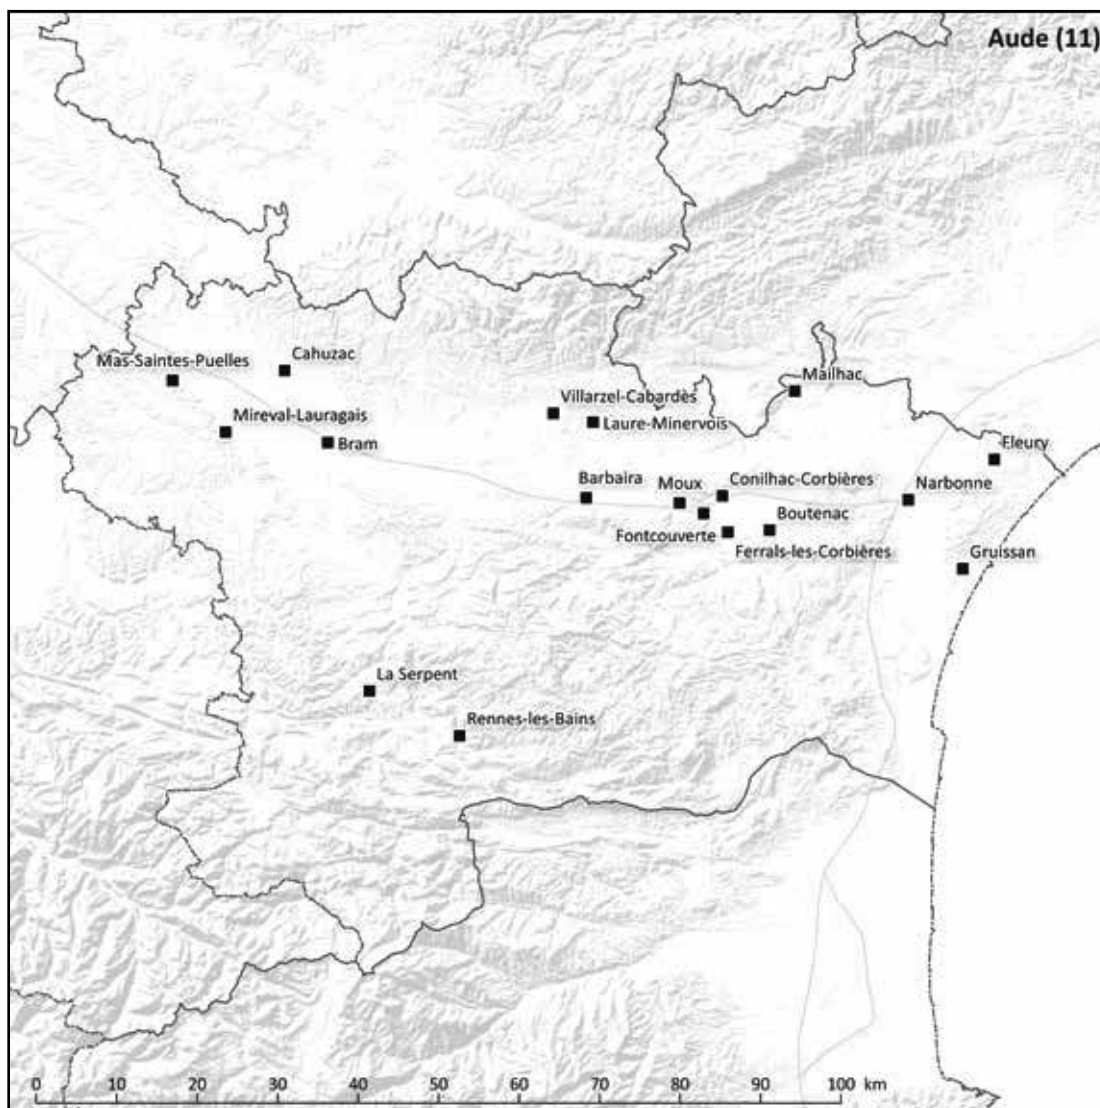 Aude (11)
Mas-Saintes-Puelles
Cahuzac
Mailhac
Mireval-Lauragais
Villarzel-Cabardès
Laure-Minervois
Bram
Fleury
Barbaira
Moux
Conilhac-Corbières
Narbonne
Fontcouverte
Boutenac
Ferrals-les-Corbières
Gruissan
La Serpent
Rennes-les-Bains
0 10 20 30 40 50 60 70 80 90 100 km